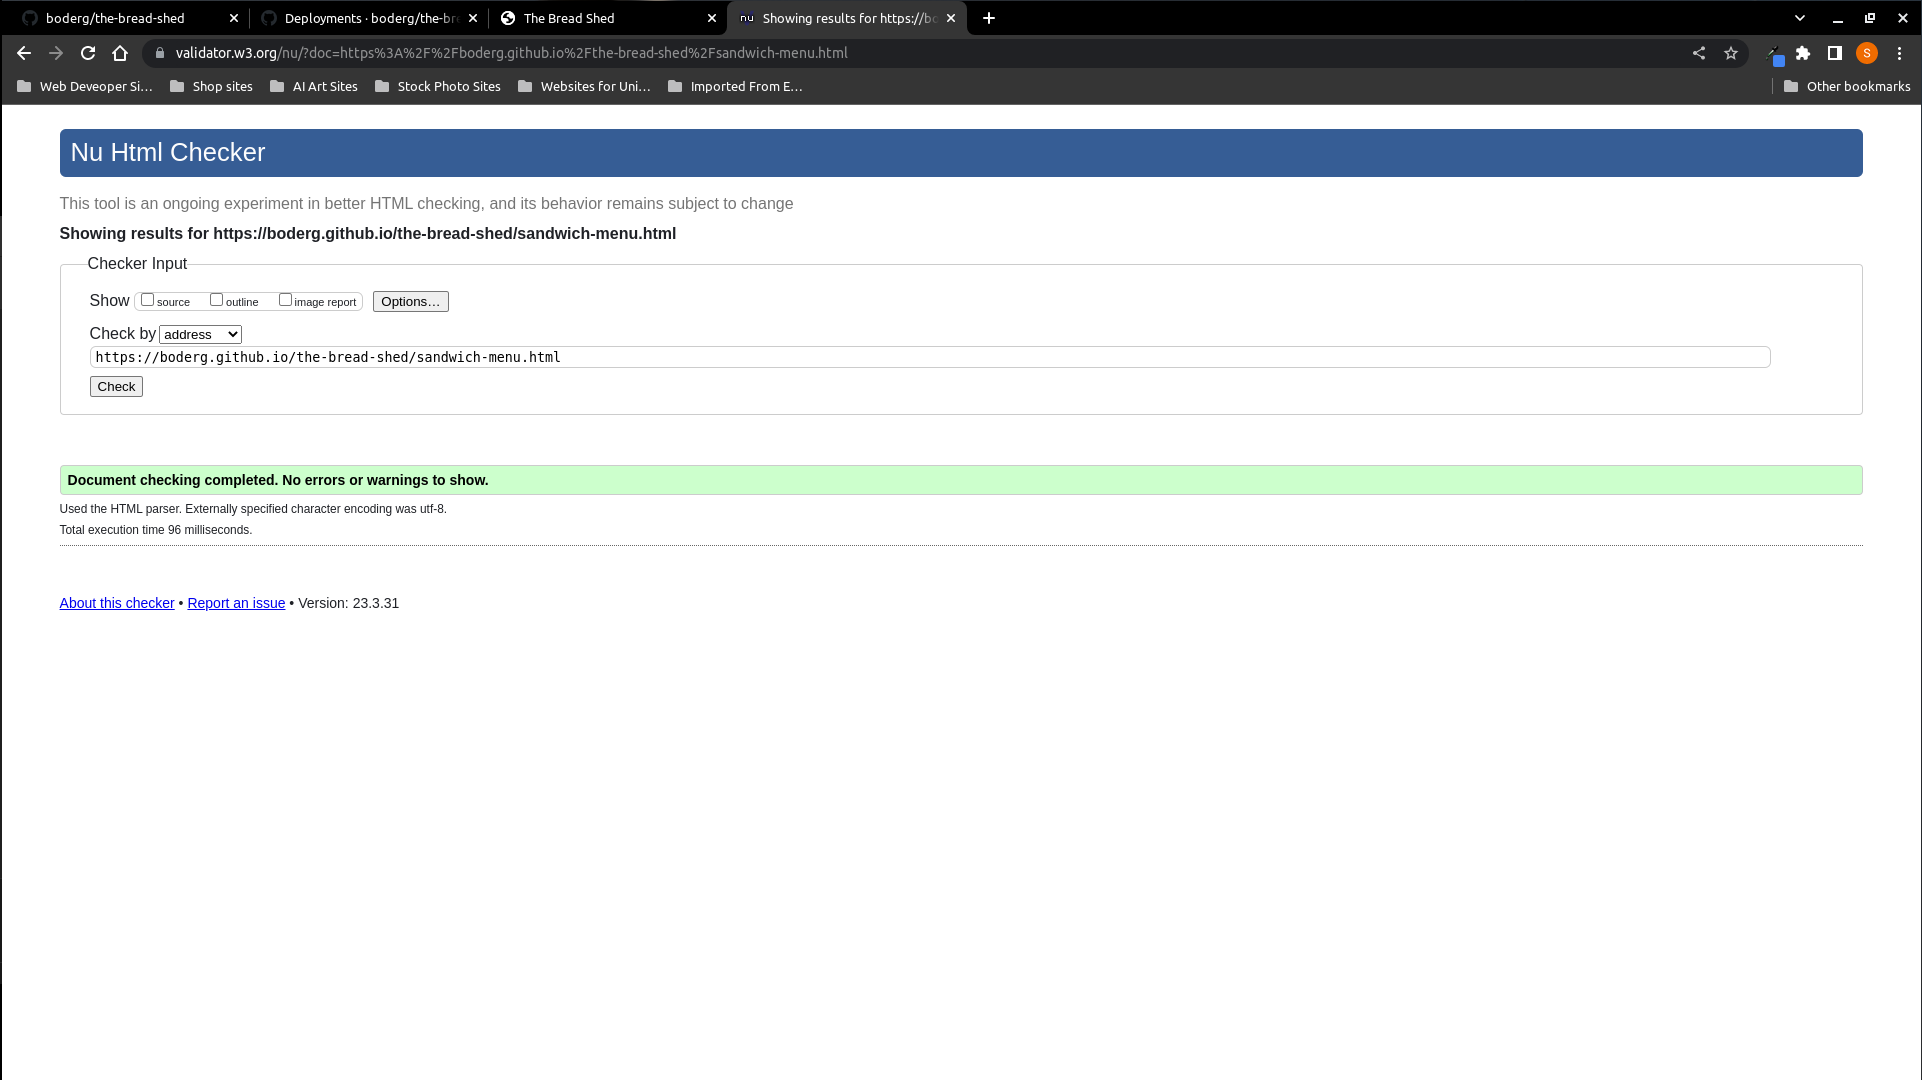 boderg/the-bread-shed
Deployments · boderg/the-bre
The Bread Shed
nu Showing results for https://bo
validator.w3.org/nu/?doc=https%3A%2F%2Fboderg.github.io%2Fthe-bread-shed%2Fsandwich-menu.html
S
Web Deveoper Si…
Shop sites
AI Art Sites
Stock Photo Sites
Websites for Uni…
Imported From E…
Other bookmarks
Nu Html Checker
This tool is an ongoing experiment in better HTML checking, and its behavior remains subject to change
Showing results for https://boderg.github.io/the-bread-shed/sandwich-menu.html
Checker Input
Show source outline image report Options…
Check by address
https://boderg.github.io/the-bread-shed/sandwich-menu.html
Check
Document checking completed. No errors or warnings to show.
Used the HTML parser. Externally specified character encoding was utf-8.
Total execution time 96 milliseconds.
About this checker • Report an issue • Version: 23.3.31